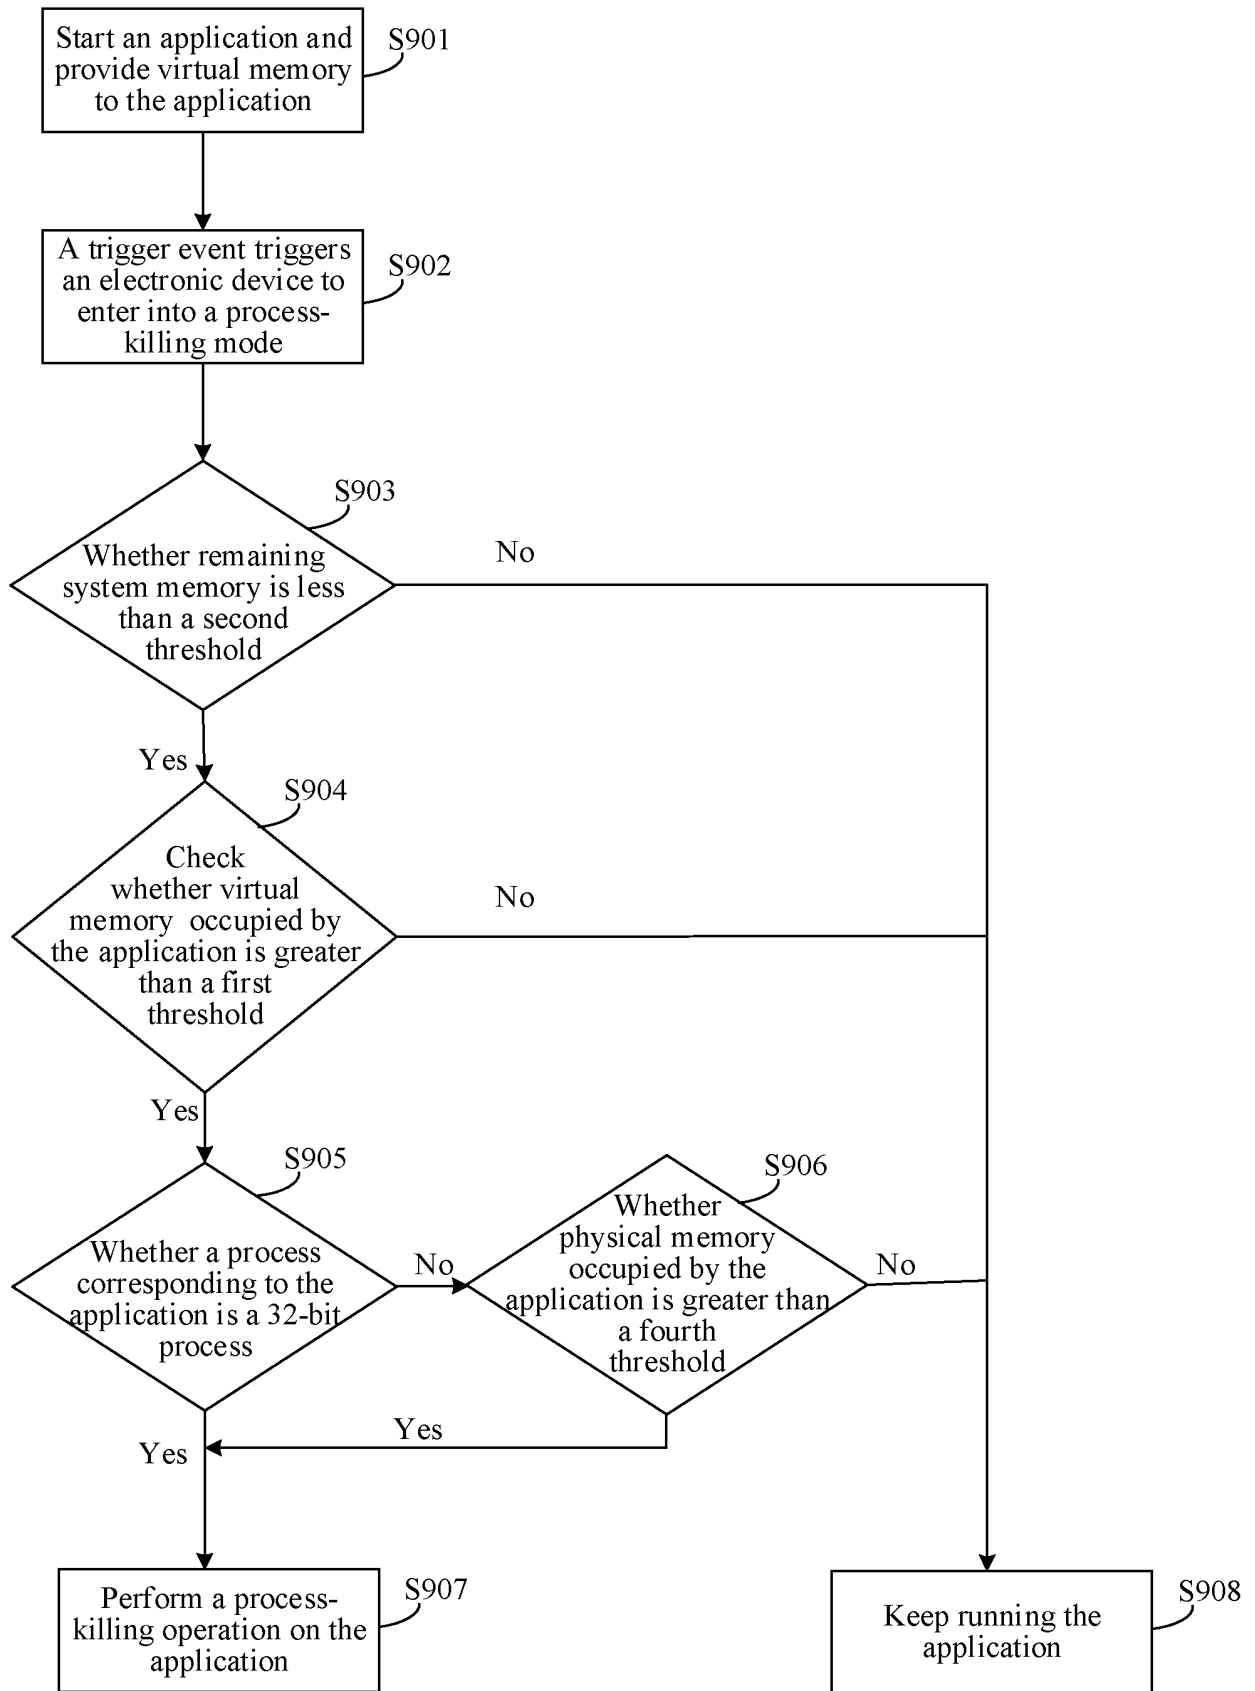 Start an application and
provide virtual memory
to the application
S901
A trigger event triggers
an electronic device to
enter into a process-
killing mode
S902
S903
Whether remaining
system memory is less
than a second
threshold
No
Yes
S904
Check
whether virtual
memory occupied by
the application is greater
than a first
threshold
No
Yes
S905
Whether a process
corresponding to the
application is a 32-bit
process
No
S906
Whether
physical memory
occupied by the
application is greater than
a fourth
threshold
No
Yes
Yes
Perform a process-
killing operation on the
application
S907
Keep running the
application
S908